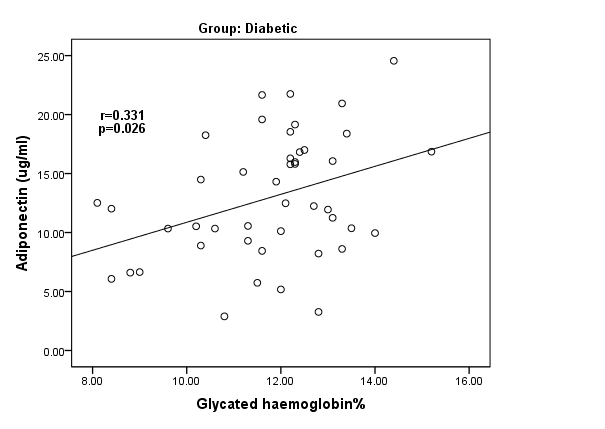 Group: Diabetic
25.00
20.00
15.00
10.00
5.00
0.00
Adiponectin (ug/ml)
r=0.331
p=0.026
8.00 10.00 12.00 14.00 16.00
Glycated haemoglobin%